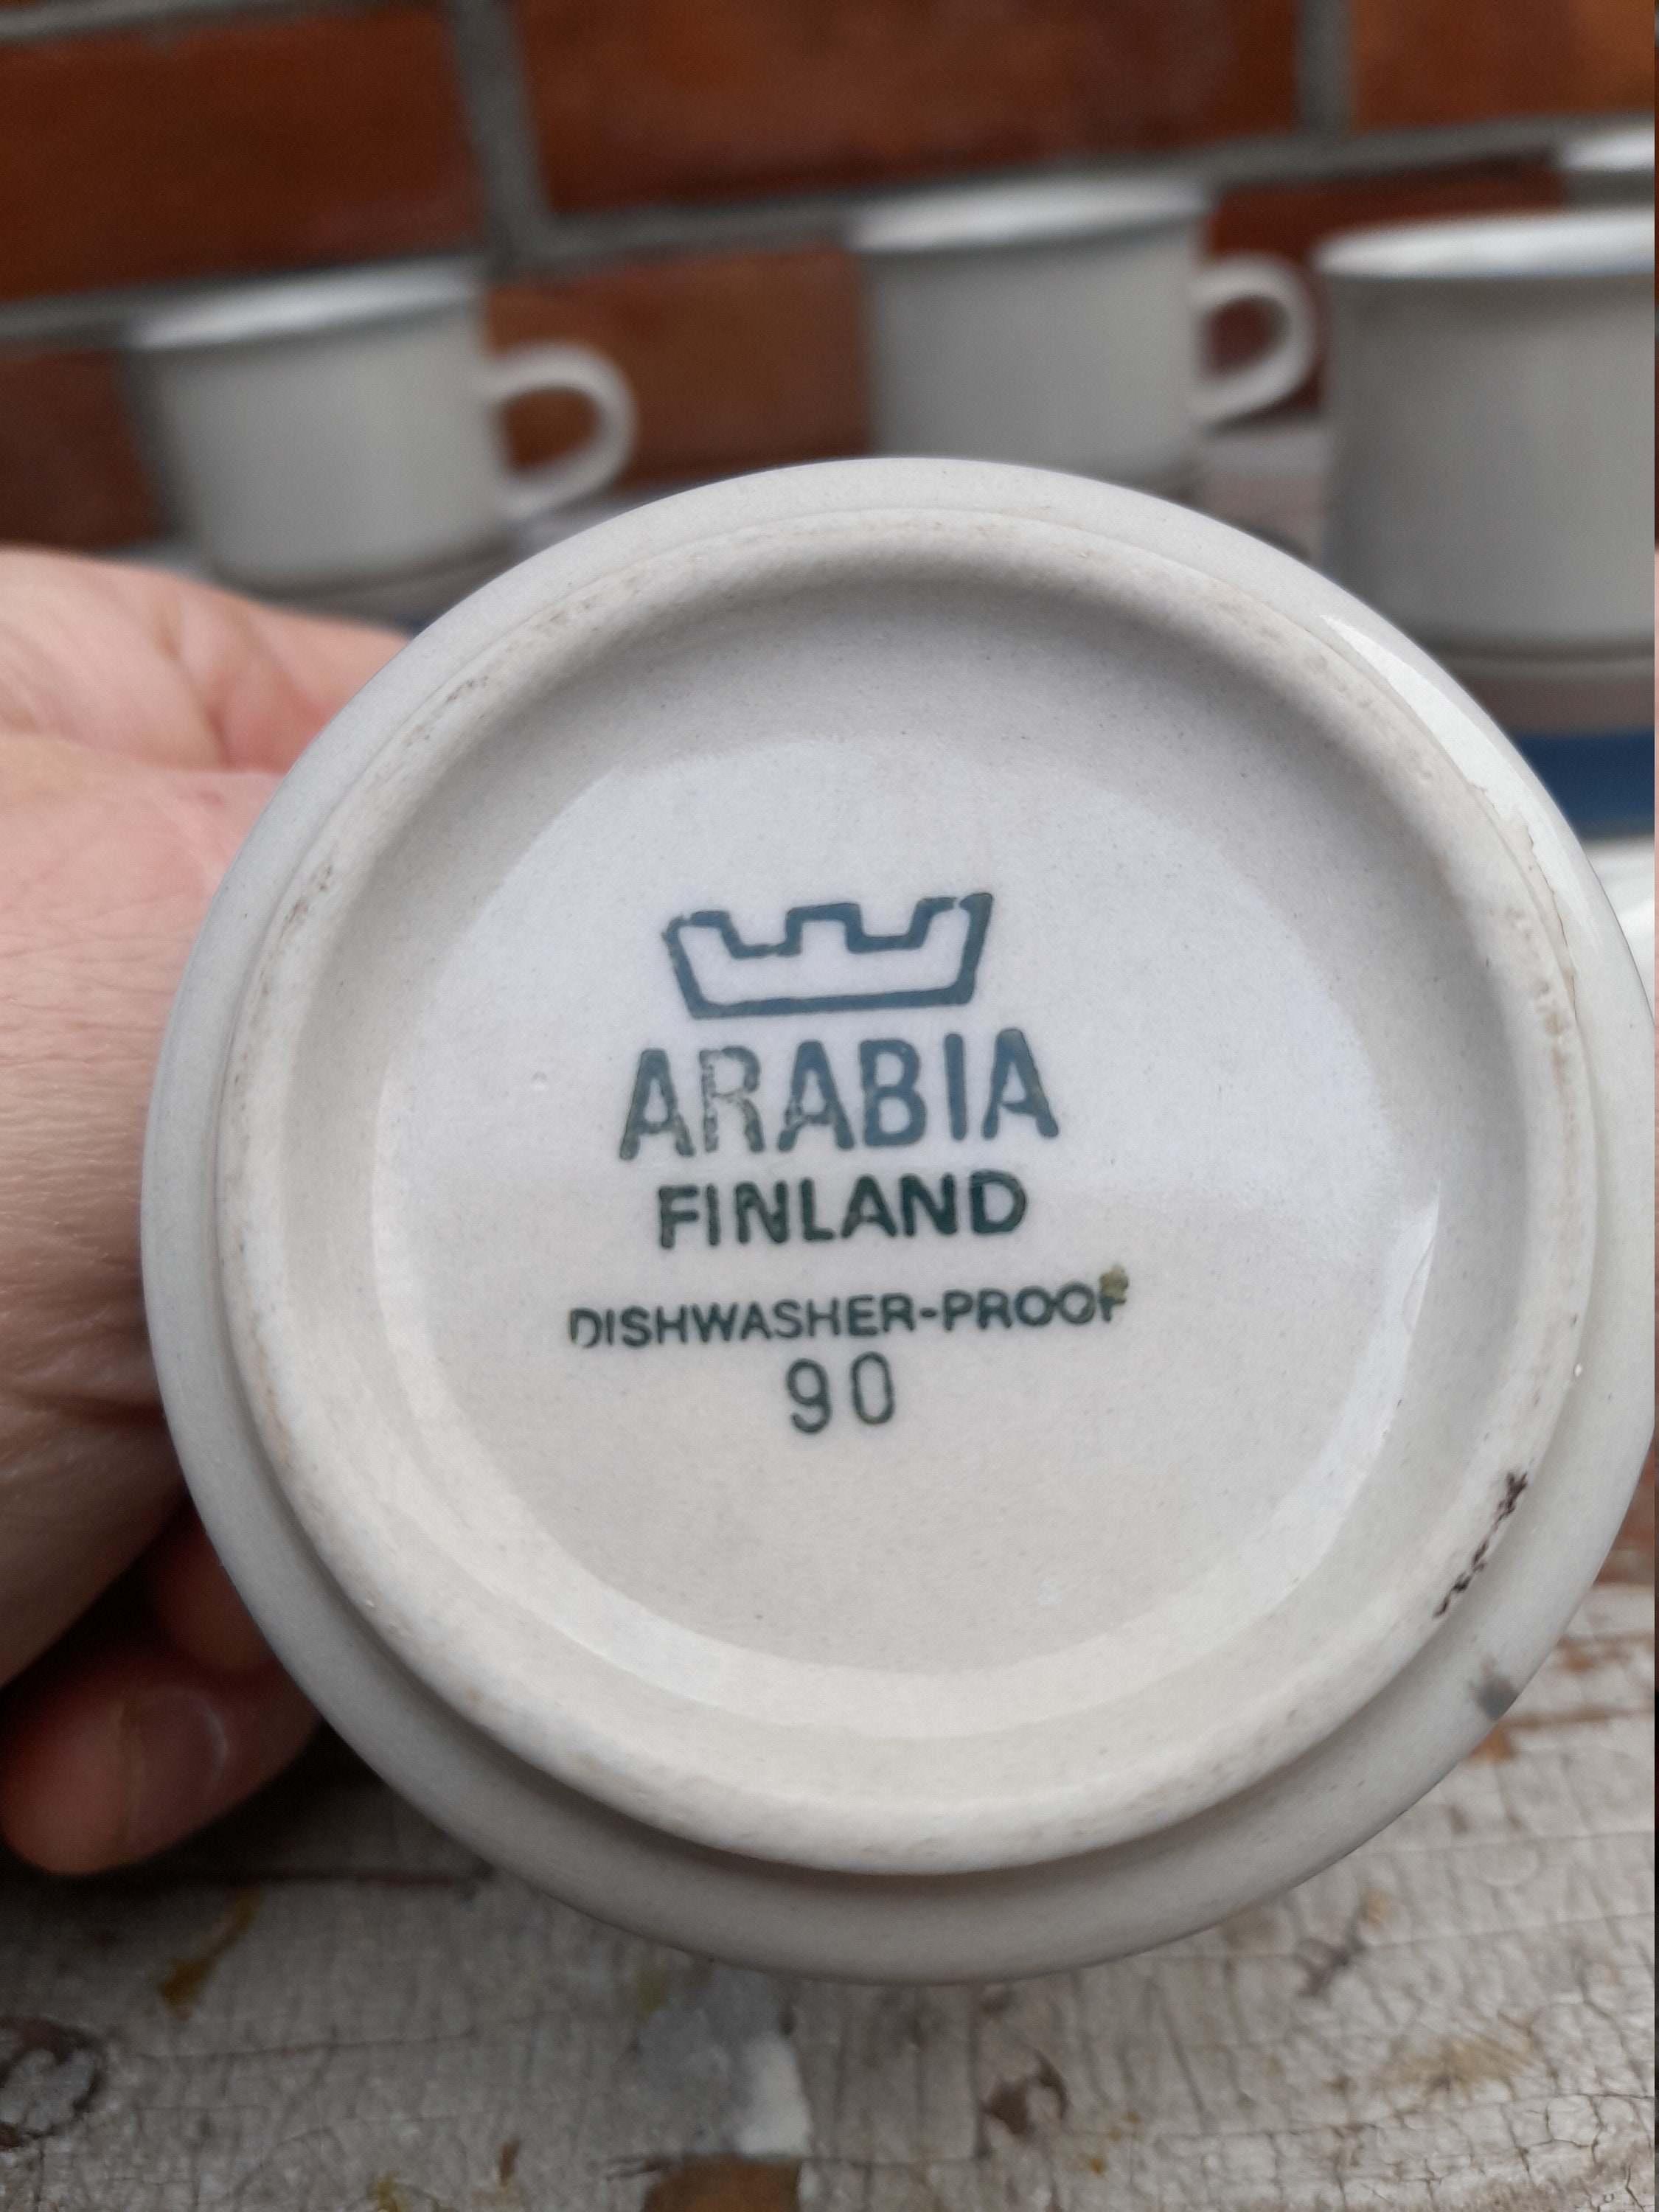 ARABIA
FINLAND
DISHWASHER-PROOF
90